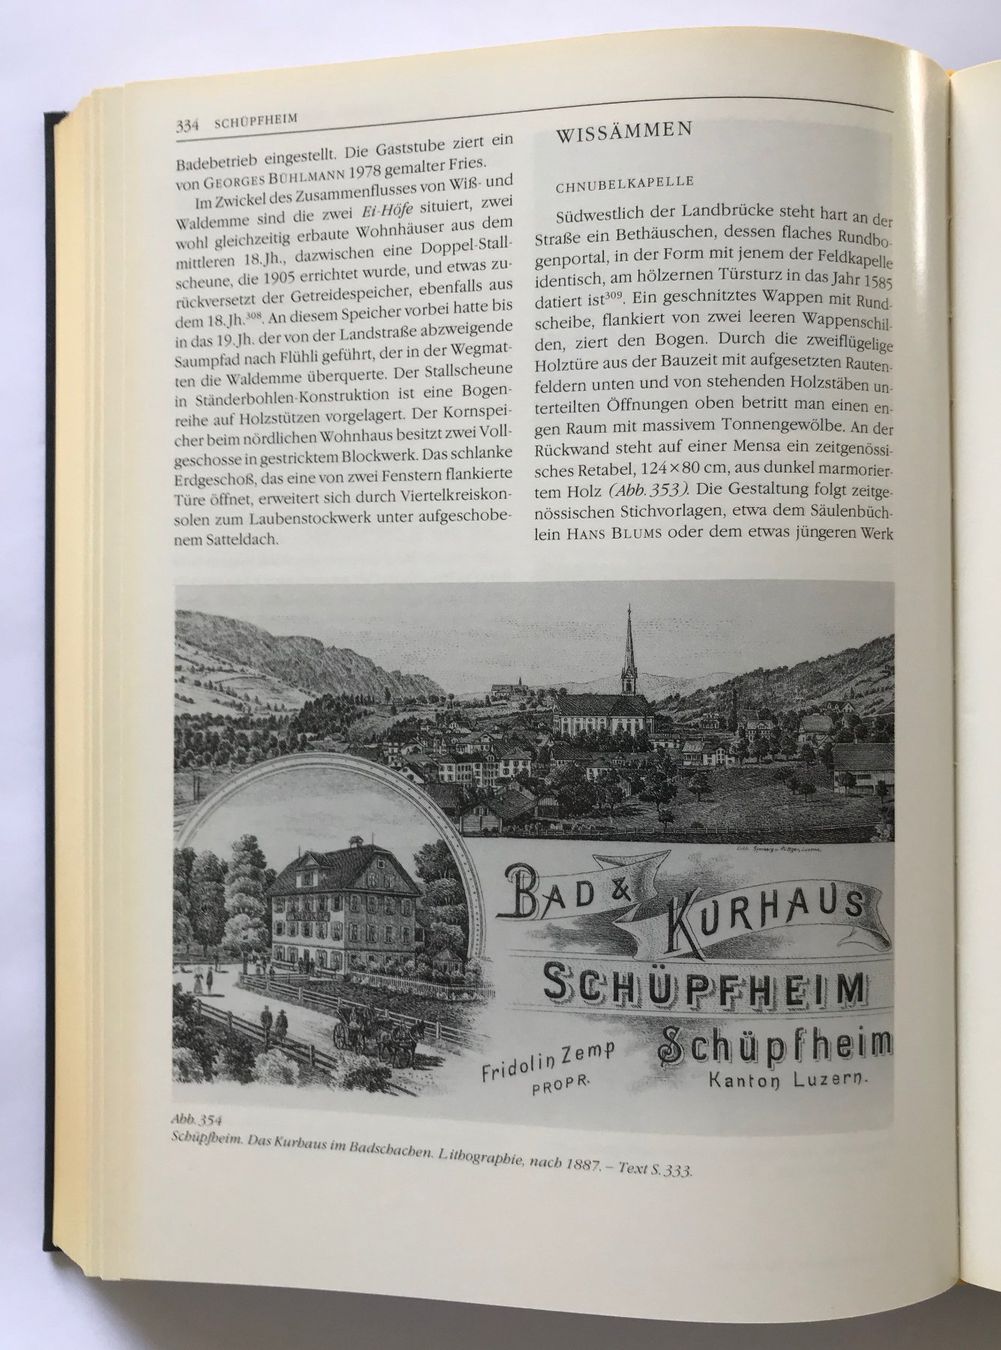 334 SCHÜPFHEIM
Badebetrieb eingestellt. Die Gaststube ziert ein
von GEORGES BÜHLMANN 1978 gemalter Fries.
Im Zwickel des Zusammenflusses von Wiß- und
Waldemme sind die zwei Ei-Höfe situiert, zwei
wohl gleichzeitig erbaute Wohnhäuser aus dem
mittleren 18.Jh., dazwischen eine Doppel-Stall-
scheune, die 1905 errichtet wurde, und etwas zu-
rückversetzt der Getreidespeicher, ebenfalls aus
dem 18.Jh.³⁰⁸. An diesem Speicher vorbei hatte bis
in das 19.Jh. der von der Landstraße abzweigende
Saumpfad nach Flühli geführt, der in der Wegmat-
ten die Waldemme überquerte. Der Stallscheune
in Ständerbohlen-Konstruktion ist eine Bogen-
reihe auf Holzstützen vorgelagert. Der Kornspei-
cher beim nördlichen Wohnhaus besitzt zwei Voll-
geschosse in gestricktem Blockwerk. Das schlanke
Erdgeschoß, das eine von zwei Fenstern flankierte
Türe öffnet, erweitert sich durch Viertelkreiskon-
solen zum Laubenstockwerk unter aufgeschobe-
nem Satteldach.
WISSÄMMEN
CHNUBELKAPELLE
Südwestlich der Landbrücke steht hart an der
Straße ein Bethäuschen, dessen flaches Rundbo-
genportal, in der Form mit jenem der Feldkapelle
identisch, am hölzernen Türsturz in das Jahr 1585
datiert ist³⁰⁹. Ein geschnitztes Wappen mit Rund-
scheibe, flankiert von zwei leeren Wappenschil-
den, ziert den Bogen. Durch die zweiflügelige
Holztüre aus der Bauzeit mit aufgesetzten Rauten-
feldern unten und von stehenden Holzstäben un-
terteilten Öffnungen oben betritt man einen en-
gen Raum mit massivem Tonnengewölbe. An der
Rückwand steht auf einer Mensa ein zeitgenössi-
sches Retabel, 124×80 cm, aus dunkel marmorier-
tem Holz (Abb. 353). Die Gestaltung folgt zeitge-
nössischen Stichvorlagen, etwa dem Säulenbüch-
lein HANS BLUMS oder dem etwas jüngeren Werk
BAD &
KURHAUS
SCHÜPFHEIM
Schüpfheim
Kanton Luzern.
Fridolin Zemp
PROPR.
Abb. 354
Schüpfheim. Das Kurhaus im Badschachen. Lithographie, nach 1887. – Text S. 333.